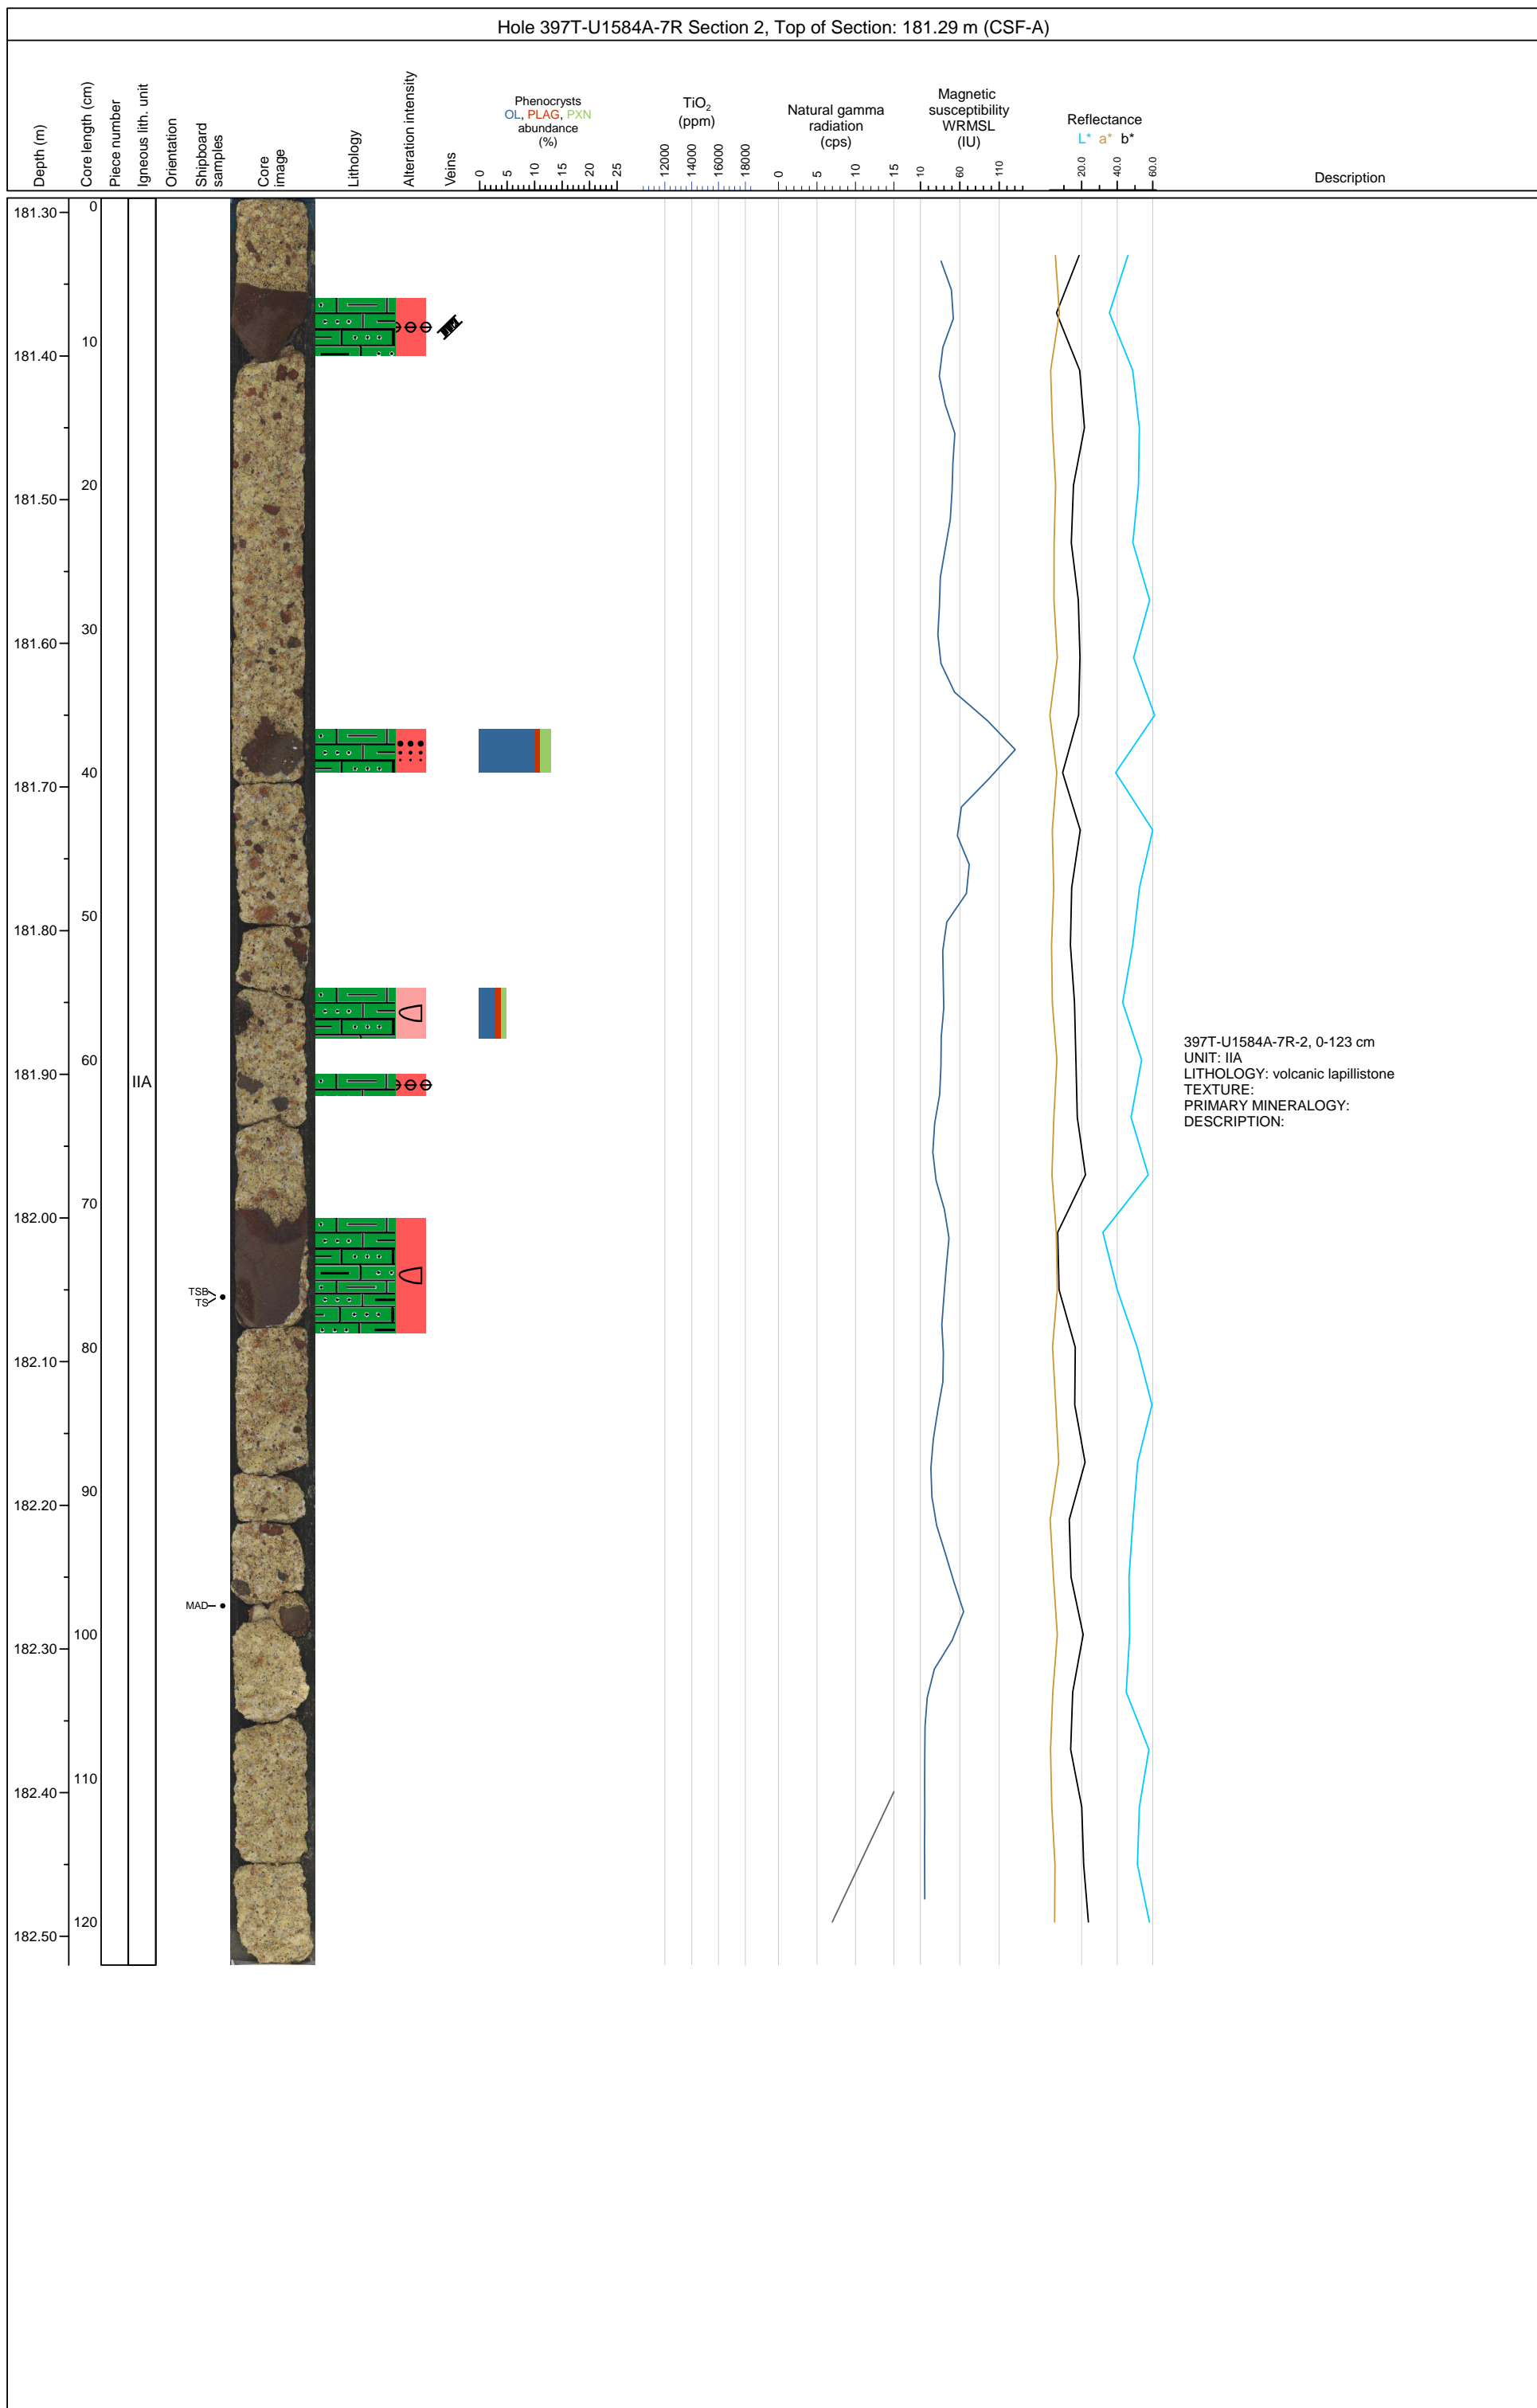 Hole 397T-U1584A-7R Section 2, Top of Section: 181.29 m (CSF-A)
Depth (m)
Core length (cm)
Piece number
Igneous lith. unit
Orientation
Shipboard
samples
Core
image
Lithology
Alteration intensity
Veins
Phenocrysts
OL, PLAG, PXN
abundance
(%)
0 5 10 15 20 25
TiO2
(ppm)
12000 14000 16000 18000
Natural gamma
radiation
(cps)
0 5 10 15
Magnetic
susceptibility
WRMSL
(IU)
10 60 110
Reflectance
L* a* b*
20.0 40.0 60.0
Description
181.30
0
10
181.40
20
181.50
30
181.60
40
181.70
50
181.80
60
181.90
IIA
70
182.00
TSB
TS
80
182.10
90
182.20
MAD
100
182.30
110
182.40
120
182.50
397T-U1584A-7R-2, 0-123 cm
UNIT: IIA
LITHOLOGY: volcanic lapillistone
TEXTURE:
PRIMARY MINERALOGY:
DESCRIPTION: